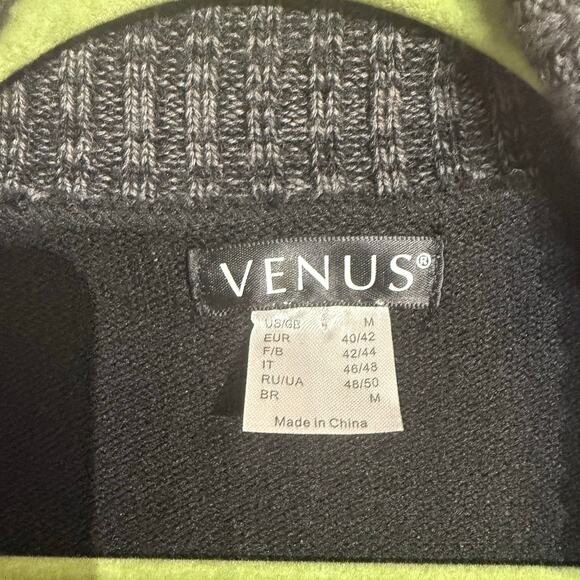 VENUS®
US/GB M
EUR 40/42
F/B 42/44
IT 46/48
RU/UA 48/50
BR M
Made in China